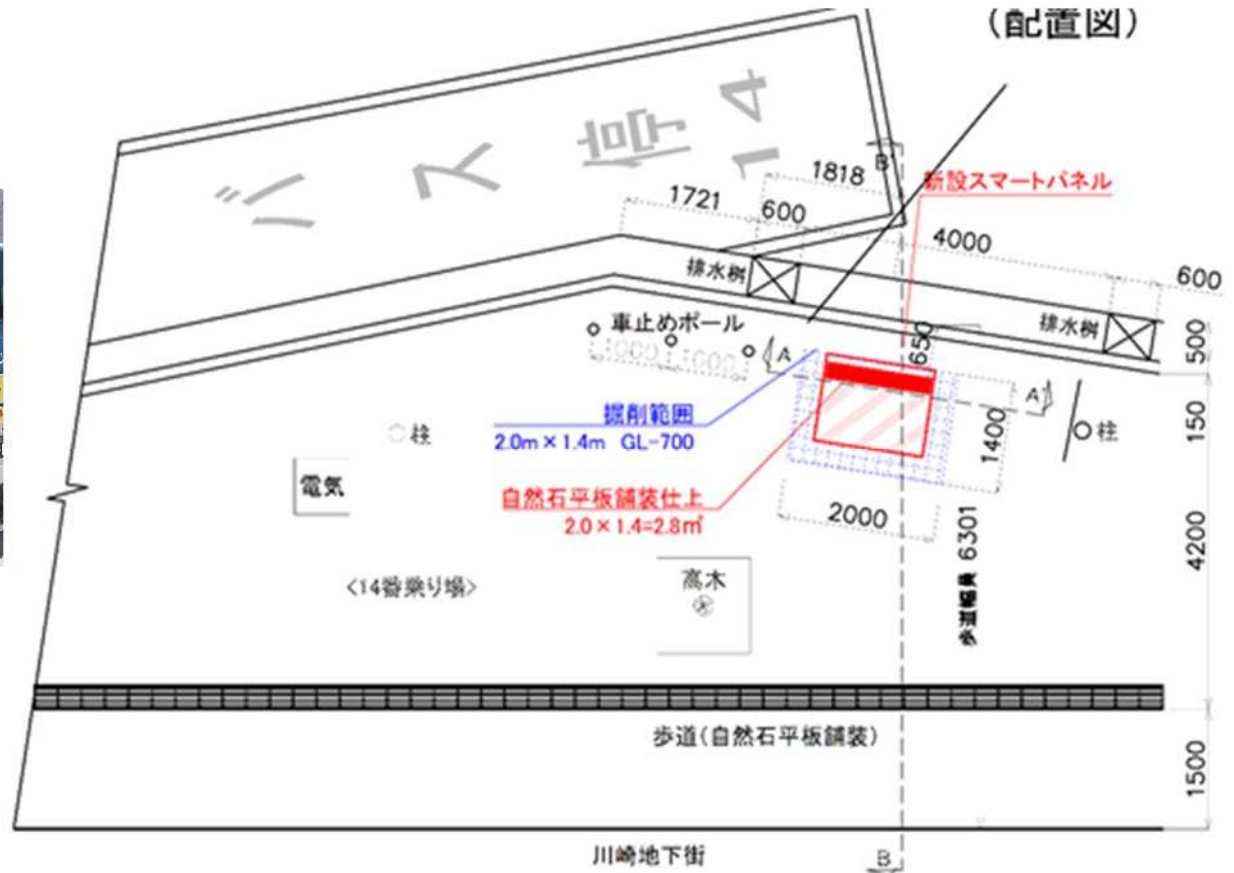 (配置図)
バス停
14
B
1818
新設スマートパネル
1721
600
4000
600
排水桝
排水桝
500
車止めポール
650
1000
1000
A
A
掘削範囲
2.0m×1.4m GL-700
柱
柱
150
1400
電気
自然石平板舗装仕上
2.0×1.4=2.8㎡
2000
4200
歩道幅員 6301
<14番乗り場>
高木
歩道(自然石平板舗装)
1500
川崎地下街
B